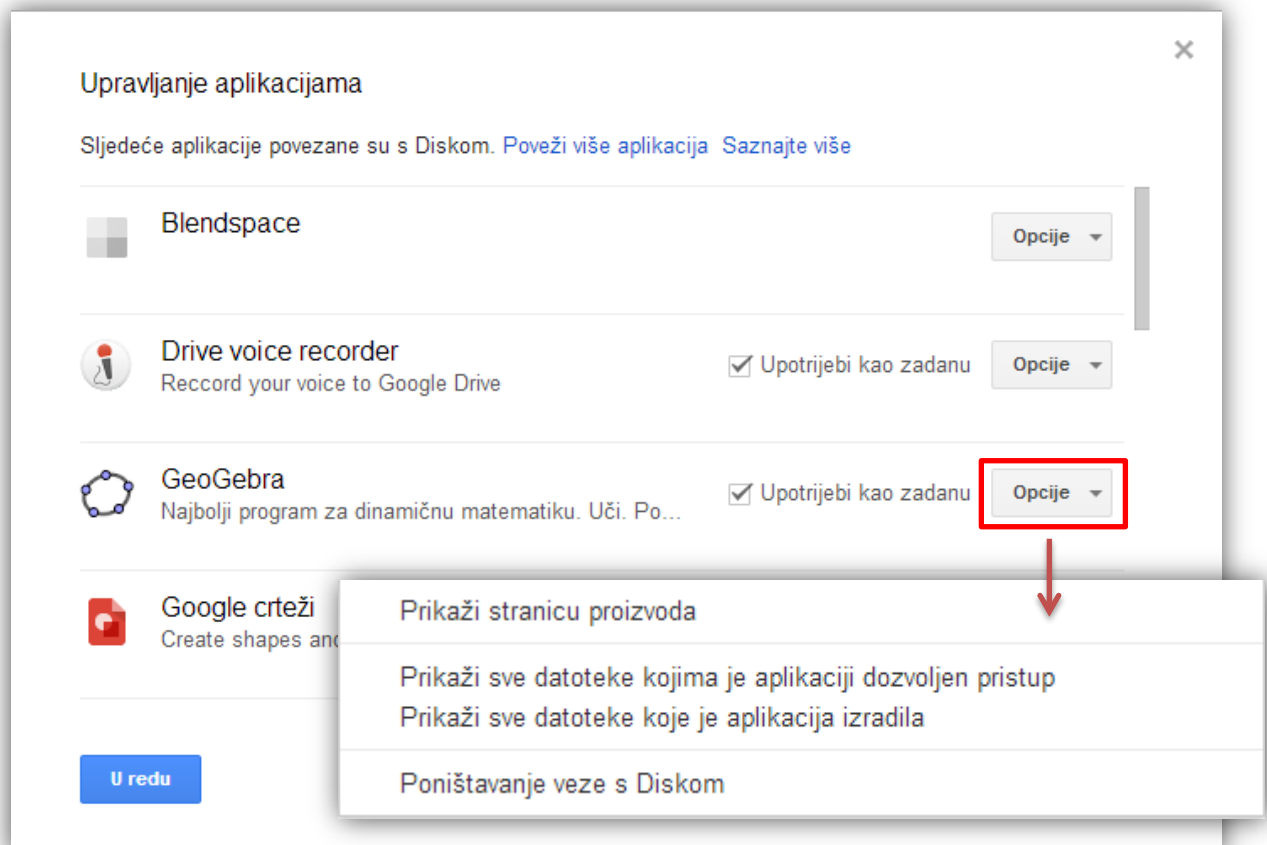 Upravljanje aplikacijama
Sljedeće aplikacije povezane su s Diskom. Poveži više aplikacija Saznajte više
Blendspace
Opcije
Drive voice recorder
Reccord your voice to Google Drive
Upotrijebi kao zadanu
Opcije
GeoGebra
Najbolji program za dinamičnu matematiku. Uči. Po...
Upotrijebi kao zadanu
Opcije
Google crteži
Create shapes and
Prikaži stranicu proizvoda
Prikaži sve datoteke kojima je aplikaciji dozvoljen pristup
Prikaži sve datoteke koje je aplikacija izradila
Poništavanje veze s Diskom
U redu